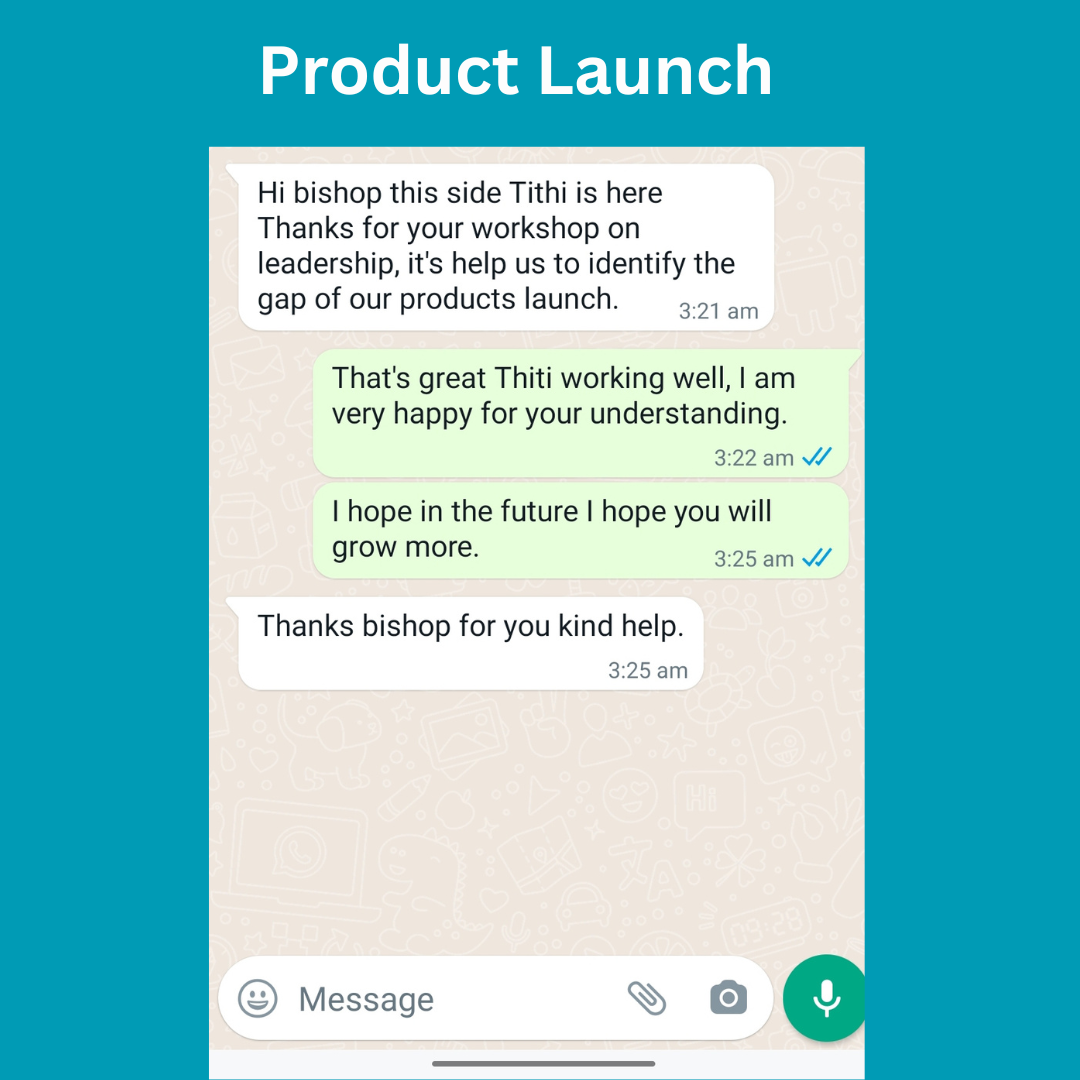 Product Launch
Hi bishop this side Tithi is here
Thanks for your workshop on
leadership, it's help us to identify the
gap of our products launch.
3:21 am
That's great Thiti working well, I am
very happy for your understanding.
3:22 am
I hope in the future I hope you will
grow more.
3:25 am
Thanks bishop for you kind help.
3:25 am
Hi
09:28
Message